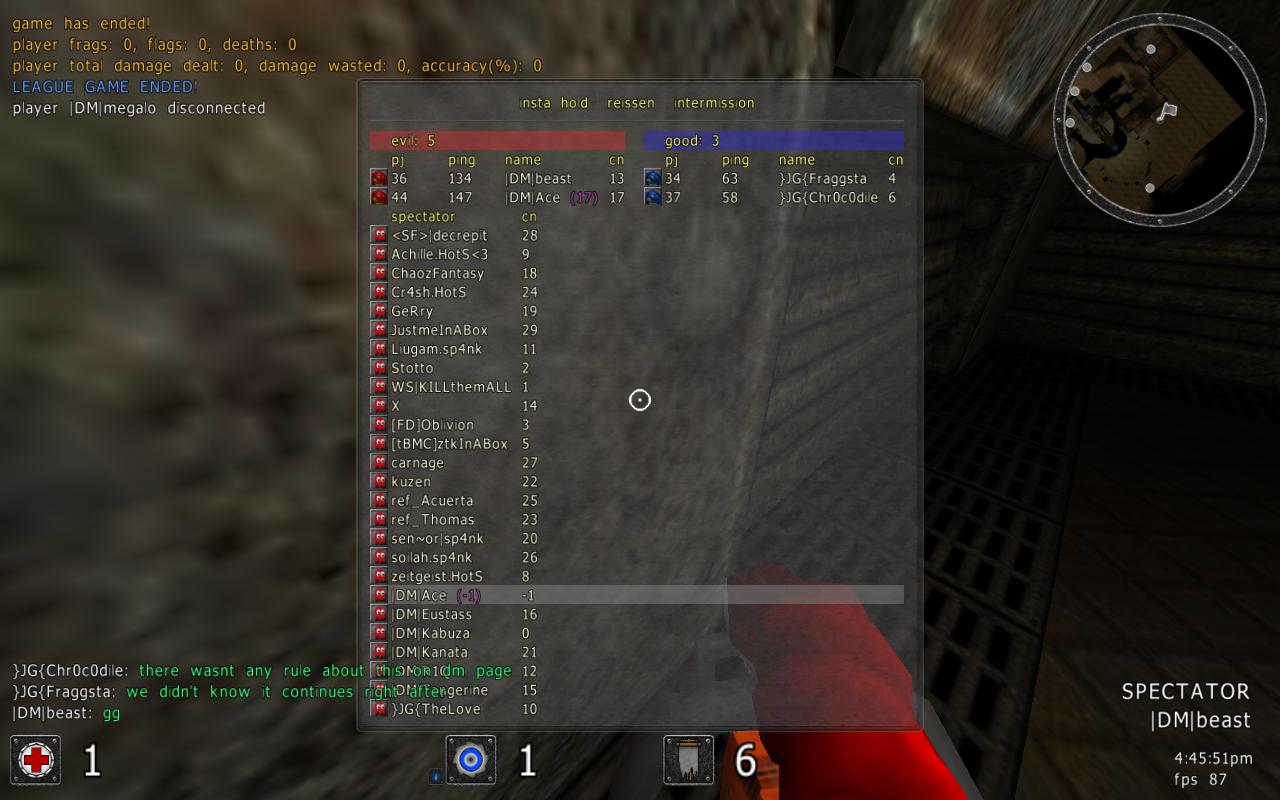 game has ended!
player frags: 0, flags: 0, deaths: 0
player total damage dealt: 0, damage wasted: 0, accuracy(%): 0
LEAGUE GAME ENDED!
player |DM|megalo disconnected
insta hold reissen intermission
evil: 5 good: 3
pj ping name cn pj ping name cn
36 134 |DM|beast 13 34 63 }JG{Fraggsta 4
44 147 |DM|Ace (17) 17 37 58 }JG{Chr0c0dile 6
spectator cn
<SF>|decrepit 28
Achille.HotS<3 9
ChaozFantasy 18
Cr4sh.HotS 24
GeRry 19
JustmeInABox 29
Liugam.sp4nk 11
Stotto 2
WS|KILLthemALL 1
X 14
[FD]Oblivion 3
[tBMC]ztkInABox 5
carnage 27
kuzen 22
ref_Acuerta 25
ref_Thomas 23
sen~or|sp4nk 20
soilah.sp4nk 26
zeitgeist.HotS 8
|DM|Ace (-1) -1
|DM|Eustass 16
|DM|Kabuza 0
|DM|Kanata 21
12
15
}JG{TheLove 10
}JG{Chr0c0dile: there wasnt any rule about this on dm page
}JG{Fraggsta: we didn't know it continues right after
|DM|beast: gg
1
1
6
SPECTATOR
|DM|beast
4:45:51pm
fps 87